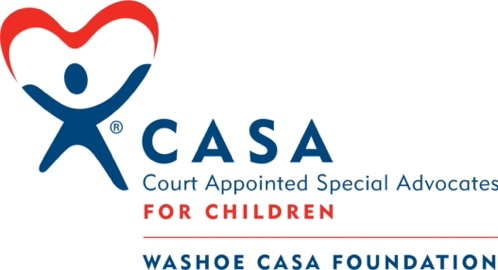 ® CASA
Court Appointed Special Advocates
FOR CHILDREN
WASHOE CASA FOUNDATION